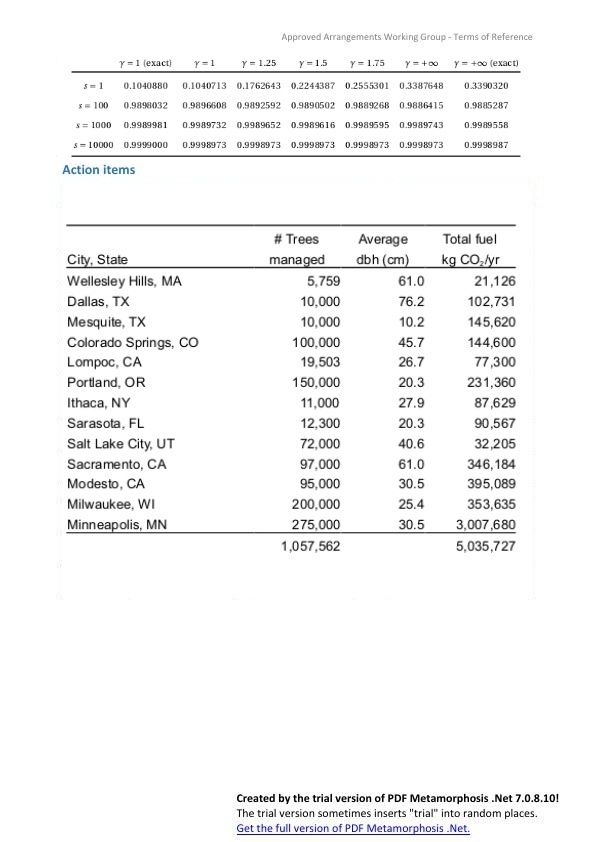 Approved Arrangements Working Group - Terms of Reference
γ = 1 (exact) γ = 1 γ = 1.25 γ = 1.5 γ = 1.75 γ = +∞ γ = +∞ (exact)
s = 1 0.1040880 0.1040713 0.1762643 0.2244387 0.2555301 0.3387648 0.3390320
s = 100 0.9898032 0.9896608 0.9892592 0.9890502 0.9889268 0.9886415 0.9885287
s = 1000 0.9989981 0.9989732 0.9989652 0.9989616 0.9989595 0.9989743 0.9989558
s = 10000 0.9999000 0.9998973 0.9998973 0.9998973 0.9998973 0.9998973 0.9998987
Action items
# Trees Average Total fuel
City, State managed dbh (cm) kg CO₂/yr
Wellesley Hills, MA 5,759 61.0 21,126
Dallas, TX 10,000 76.2 102,731
Mesquite, TX 10,000 10.2 145,620
Colorado Springs, CO 100,000 45.7 144,600
Lompoc, CA 19,503 26.7 77,300
Portland, OR 150,000 20.3 231,360
Ithaca, NY 11,000 27.9 87,629
Sarasota, FL 12,300 20.3 90,567
Salt Lake City, UT 72,000 40.6 32,205
Sacramento, CA 97,000 61.0 346,184
Modesto, CA 95,000 30.5 395,089
Milwaukee, WI 200,000 25.4 353,635
Minneapolis, MN 275,000 30.5 3,007,680
1,057,562 5,035,727
Created by the trial version of PDF Metamorphosis .Net 7.0.8.10!
The trial version sometimes inserts "trial" into random places.
Get the full version of PDF Metamorphosis .Net.